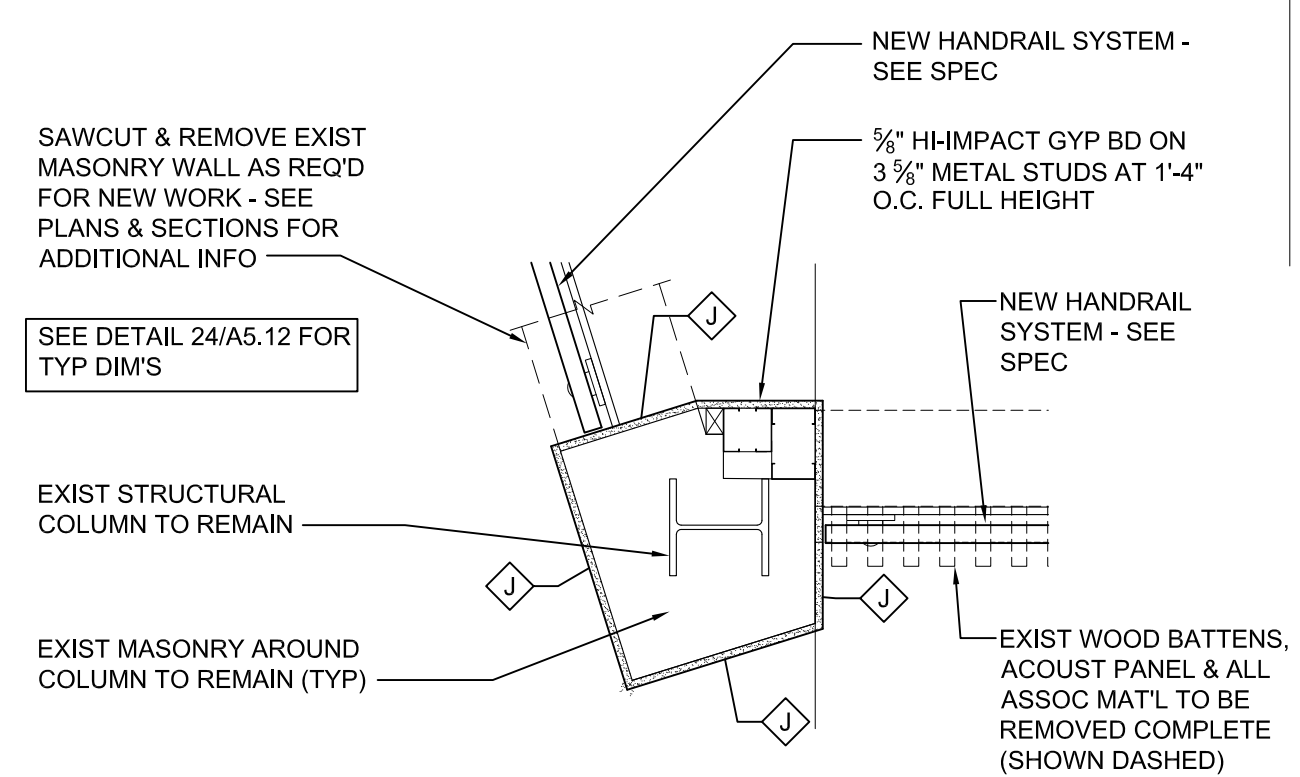 NEW HANDRAIL SYSTEM -
SEE SPEC
SAWCUT & REMOVE EXIST
MASONRY WALL AS REQ'D
FOR NEW WORK - SEE
PLANS & SECTIONS FOR
ADDITIONAL INFO
⅝" HI-IMPACT GYP BD ON
3 ⅝" METAL STUDS AT 1'-4"
O.C. FULL HEIGHT
SEE DETAIL 24/A5.12 FOR
TYP DIM'S
J
NEW HANDRAIL
SYSTEM - SEE
SPEC
EXIST STRUCTURAL
COLUMN TO REMAIN
J
J
EXIST MASONRY AROUND
COLUMN TO REMAIN (TYP)
J
EXIST WOOD BATTENS,
ACOUST PANEL & ALL
ASSOC MAT'L TO BE
REMOVED COMPLETE
(SHOWN DASHED)